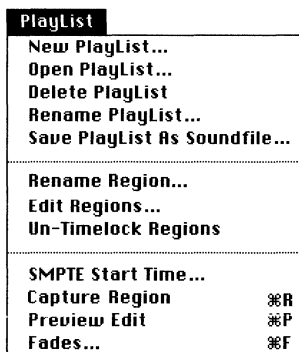 PlayList
New PlayList...
Open PlayList...
Delete PlayList
Rename PlayList...
Save PlayList As Soundfile...
Rename Region...
Edit Regions...
Un-Timelock Regions
SMPTE Start Time...
Capture Region ⌘R
Preview Edit ⌘P
Fades... ⌘F